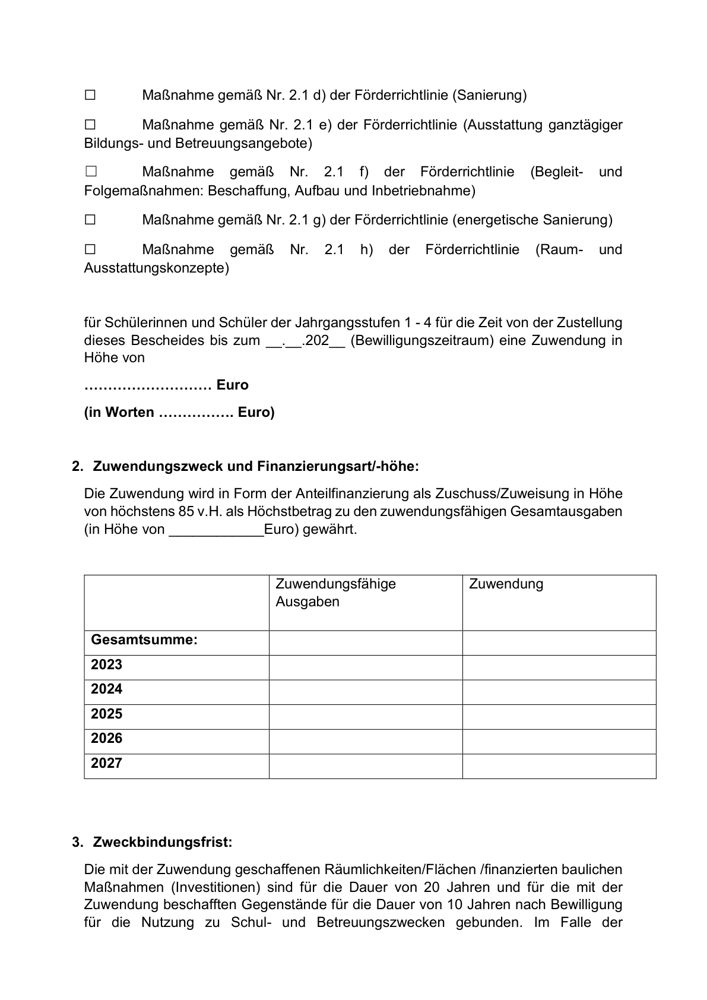 ☐ Maßnahme gemäß Nr. 2.1 d) der Förderrichtlinie (Sanierung)
☐ Maßnahme gemäß Nr. 2.1 e) der Förderrichtlinie (Ausstattung ganztägiger
Bildungs- und Betreuungsangebote)
☐ Maßnahme gemäß Nr. 2.1 f) der Förderrichtlinie (Begleit- und
Folgemaßnahmen: Beschaffung, Aufbau und Inbetriebnahme)
☐ Maßnahme gemäß Nr. 2.1 g) der Förderrichtlinie (energetische Sanierung)
☐ Maßnahme gemäß Nr. 2.1 h) der Förderrichtlinie (Raum- und
Ausstattungskonzepte)
für Schülerinnen und Schüler der Jahrgangsstufen 1 - 4 für die Zeit von der Zustellung
dieses Bescheides bis zum __.__.202__ (Bewilligungszeitraum) eine Zuwendung in
Höhe von
……………………… Euro
(in Worten ……………. Euro)
2. Zuwendungszweck und Finanzierungsart/-höhe:
Die Zuwendung wird in Form der Anteilfinanzierung als Zuschuss/Zuweisung in Höhe
von höchstens 85 v.H. als Höchstbetrag zu den zuwendungsfähigen Gesamtausgaben
(in Höhe von ____________Euro) gewährt.
Zuwendungsfähige
Ausgaben
Zuwendung
Gesamtsumme:
2023
2024
2025
2026
2027
3. Zweckbindungsfrist:
Die mit der Zuwendung geschaffenen Räumlichkeiten/Flächen /finanzierten baulichen
Maßnahmen (Investitionen) sind für die Dauer von 20 Jahren und für die mit der
Zuwendung beschafften Gegenstände für die Dauer von 10 Jahren nach Bewilligung
für die Nutzung zu Schul- und Betreuungszwecken gebunden. Im Falle der